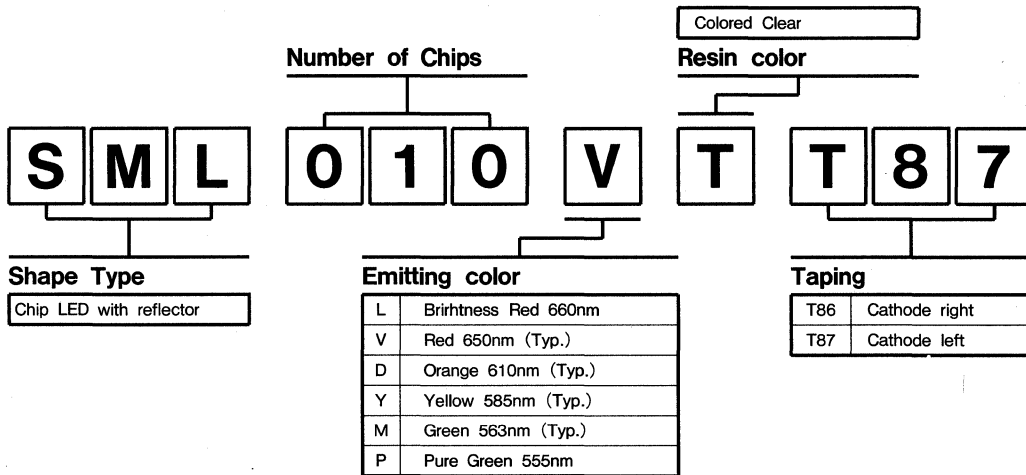 Colored Clear
Number of Chips
Resin color
S M L 0 1 0 V T T 8 7
Shape Type
Chip LED with reflector
Emitting color
L Brirhtness Red 660nm
V Red 650nm (Typ.)
D Orange 610nm (Typ.)
Y Yellow 585nm (Typ.)
M Green 563nm (Typ.)
P Pure Green 555nm
Taping
T86 Cathode right
T87 Cathode left